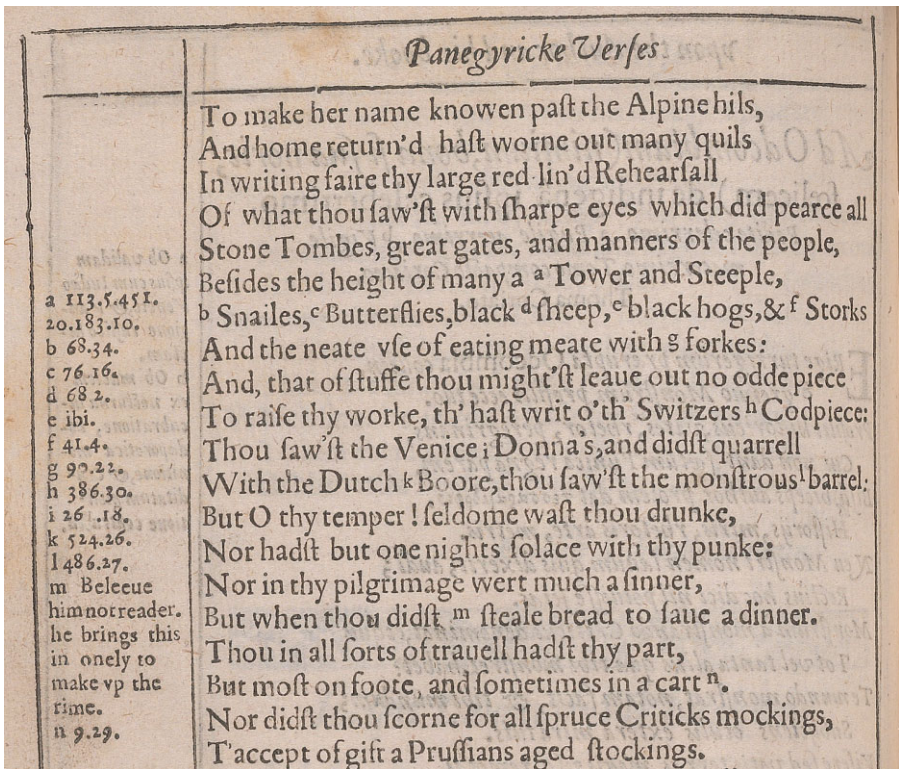 Panegyricke Verſes
To make her name knowen paſt the Alpine hils,
And home return'd haſt worne out many quils
In writing faire thy large red lin'd Rehearſall
Of what thou ſaw'ſt with ſharpe eyes which did pearce all
Stone Tombes, great gates, and manners of the people,
Beſides the height of many a ᵃ Tower and Steeple,
ᵇ Snailes, ᶜ Butterflies, black ᵈ ſheep, ᵉ black hogs, & ᶠ Storks
And the neate vſe of eating meate with ᵍ forkes:
And, that of ſtuffe thou might'ſt leaue out no odde piece
To raiſe thy worke, th' haſt writ o'th' Switzers ʰ Codpiece:
Thou ſaw'ſt the Venice ⁱ Donna's, and didſt quarrell
With the Dutch ᵏ Boore, thou ſaw'ſt the monſtrous ˡ barrel:
But O thy temper! ſeldome waſt thou drunke,
Nor hadſt but one nights ſolace with thy punke:
Nor in thy pilgrimage wert much a ſinner,
But when thou didſt ᵐ ſteale bread to ſaue a dinner.
Thou in all ſorts of trauell hadſt thy part,
But moſt on foote, and ſometimes in a cart ⁿ.
Nor didſt thou ſcorne for all ſpruce Criticks mockings,
T'accept of gift a Pruſſians aged ſtockings.
a 113.5.451.
20.183.10.
b 68.34.
c 76.16.
d 68.2.
e ibi.
f 41.4.
g 90.22.
h 386.30.
i 26 .18.
k 524.26.
l 486.27.
m Beleeue
him not reader.
he brings this
in onely to
make vp the
rime.
n 9.29.